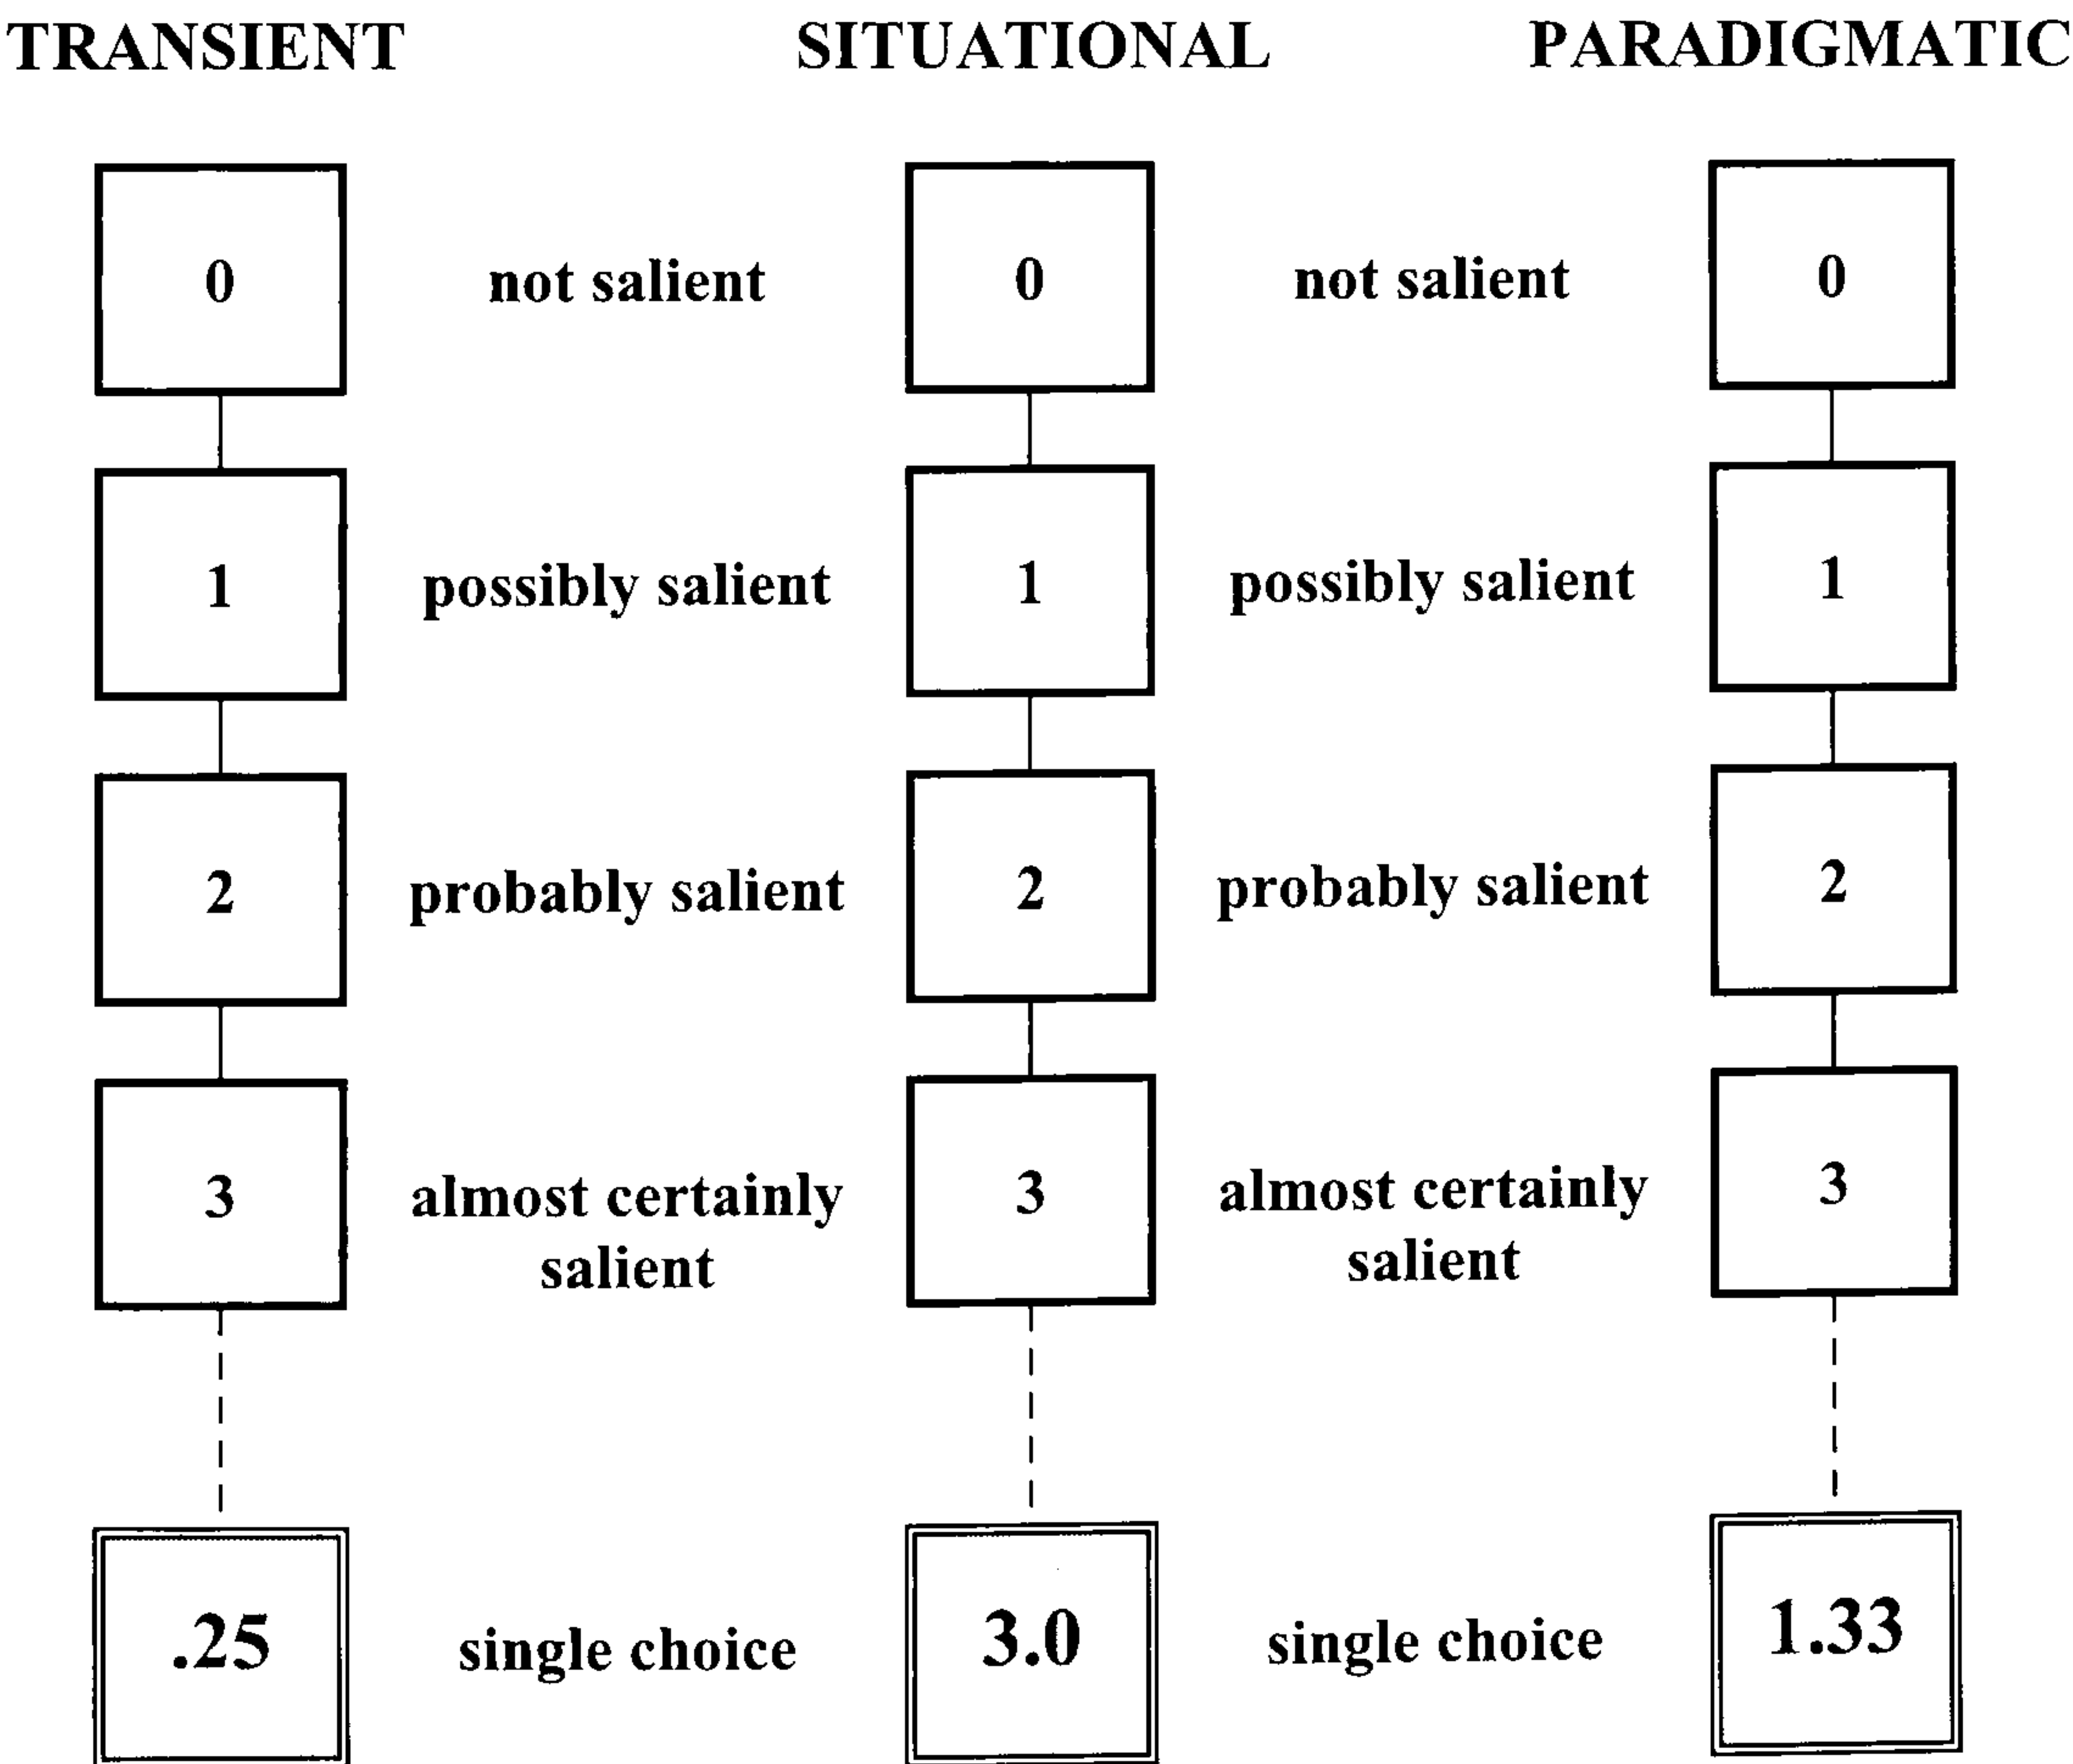 TRANSIENT SITUATIONAL PARADIGMATIC
0 not salient 0 not salient 0
1 possibly salient 1 possibly salient 1
2 probably salient 2 probably salient 2
3 almost certainly 3 almost certainly 3
salient salient
.25 single choice 3.0 single choice 1.33